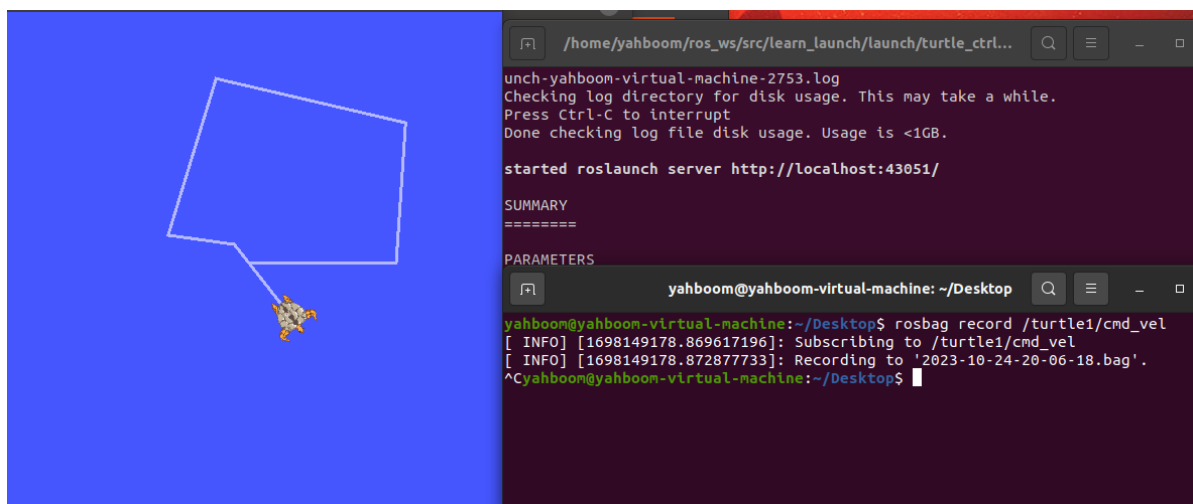 /home/yahboom/ros_ws/src/learn_launch/launch/turtle_ctrl...
unch-yahboom-virtual-machine-2753.log
Checking log directory for disk usage. This may take a while.
Press Ctrl-C to interrupt
Done checking log file disk usage. Usage is <1GB.
started roslaunch server http://localhost:43051/
SUMMARY
========
PARAMETERS
yahboom@yahboom-virtual-machine: ~/Desktop
yahboom@yahboom-virtual-machine:~/Desktop$ rosbag record /turtle1/cmd_vel
[ INFO] [1698149178.869617196]: Subscribing to /turtle1/cmd_vel
[ INFO] [1698149178.872877733]: Recording to '2023-10-24-20-06-18.bag'.
^Cyahboom@yahboom-virtual-machine:~/Desktop$